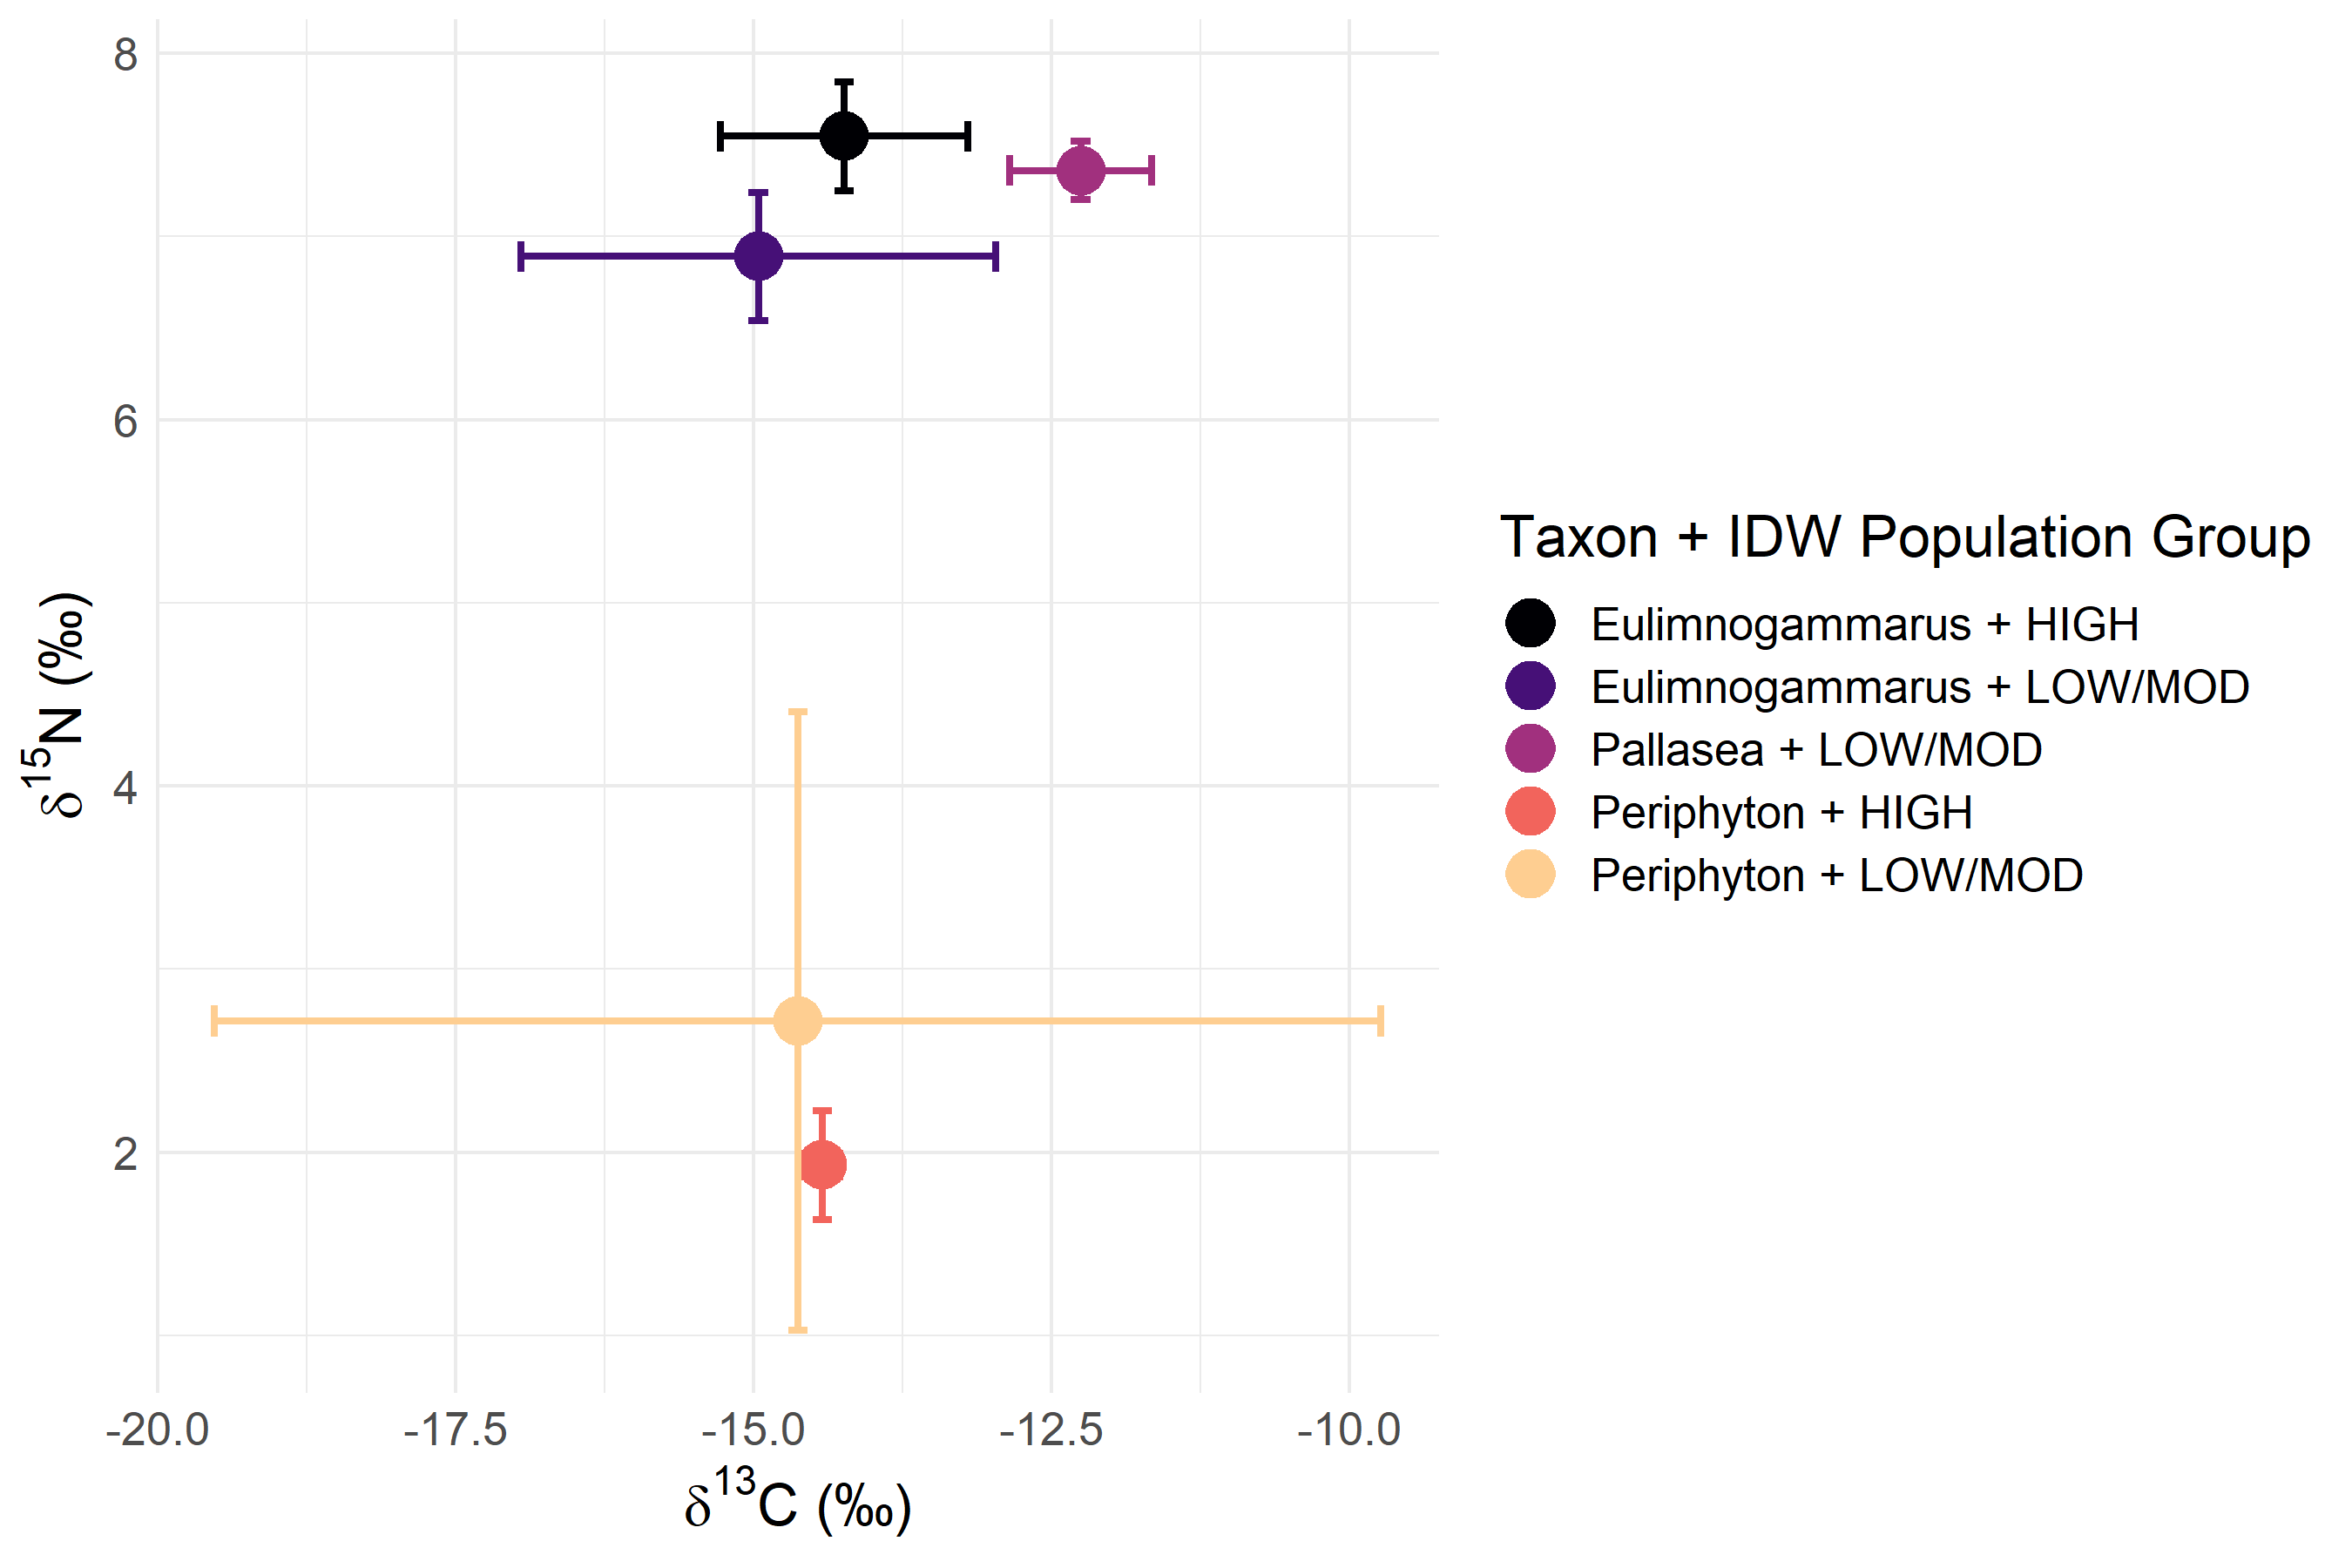 8
6
4
2
δ15N (‰)
-20.0 -17.5 -15.0 -12.5 -10.0
δ13C (‰)
Taxon + IDW Population Group
Eulimnogammarus + HIGH
Eulimnogammarus + LOW/MOD
Pallasea + LOW/MOD
Periphyton + HIGH
Periphyton + LOW/MOD